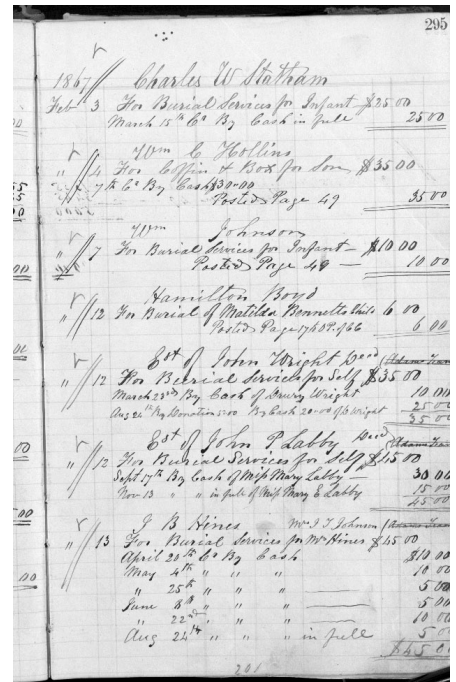 295
1867 Charles W Statham
Feb 3 For Burial Services for Infant $25 00
March 15th Cr By Cash in full 25 00
Wm C Hollins
" 4 For Coffin & Box for Son $35 00
7th Cr By Cash $30-00
Posted Page 49 35 00
Wm Johnson
" 7 For Burial Services for Infant — $10 00
Posted Page 48 — 10 00
Hamilton Boyd
" 12 For Burial of Matilda Bennetts Child 6 00
Posted Page 176 6 00
Est of John Wright Decd
" 12 For Burial Services for Self $35 00
March 23rd By Cash of Drury Wright 10 00
Aug 24th By Donation 5-00 By Cash 20-00 of Wright 25 00
35 00
Est of John P Labby Decd
" 12 For Burial Services for Self $45 00
Sept 17th By Cash of Miss Mary Labby — 30 00
Nov 13 " " in full of Miss Mary E Labby 15 00
45 00
J B Hines Mr J T Johnson
" 13 For Burial Services for Mr Hines $45 00
April 20th Cr By Cash $10 00
May 4th " " " 10 00
" 25th " " " 5 00
June 8th " " " 5 00
" 22nd " " " 10 00
Aug 24th " " " in full 5 00
$45 00